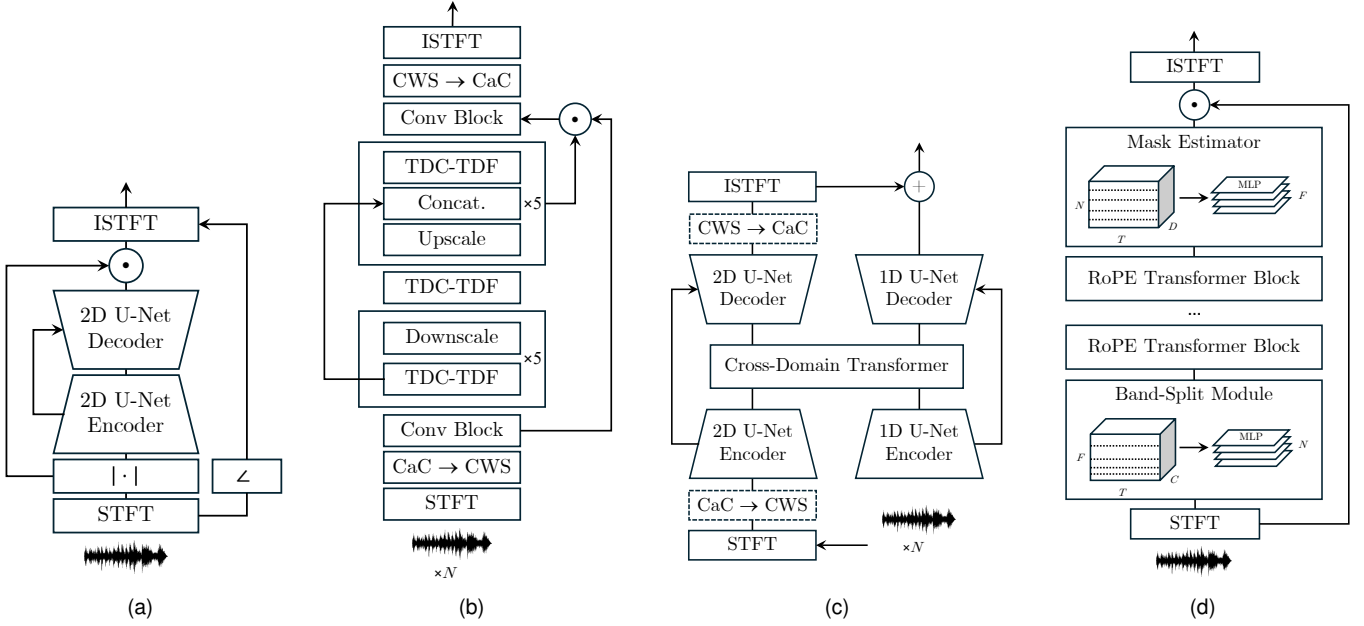 ISTFT
2D U-Net
Decoder
2D U-Net
Encoder
| · |
∠
STFT
(a)
ISTFT
CWS → CaC
Conv Block
TDC-TDF
Concat.
×5
Upscale
TDC-TDF
Downscale
×5
TDC-TDF
Conv Block
CaC → CWS
STFT
×N
(b)
ISTFT
+
CWS → CaC
2D U-Net
Decoder
1D U-Net
Decoder
Cross-Domain Transformer
2D U-Net
Encoder
1D U-Net
Encoder
CaC → CWS
STFT
×N
(c)
ISTFT
Mask Estimator
MLP
N
F
D
T
RoPE Transformer Block
...
RoPE Transformer Block
Band-Split Module
MLP
F
N
C
T
STFT
(d)